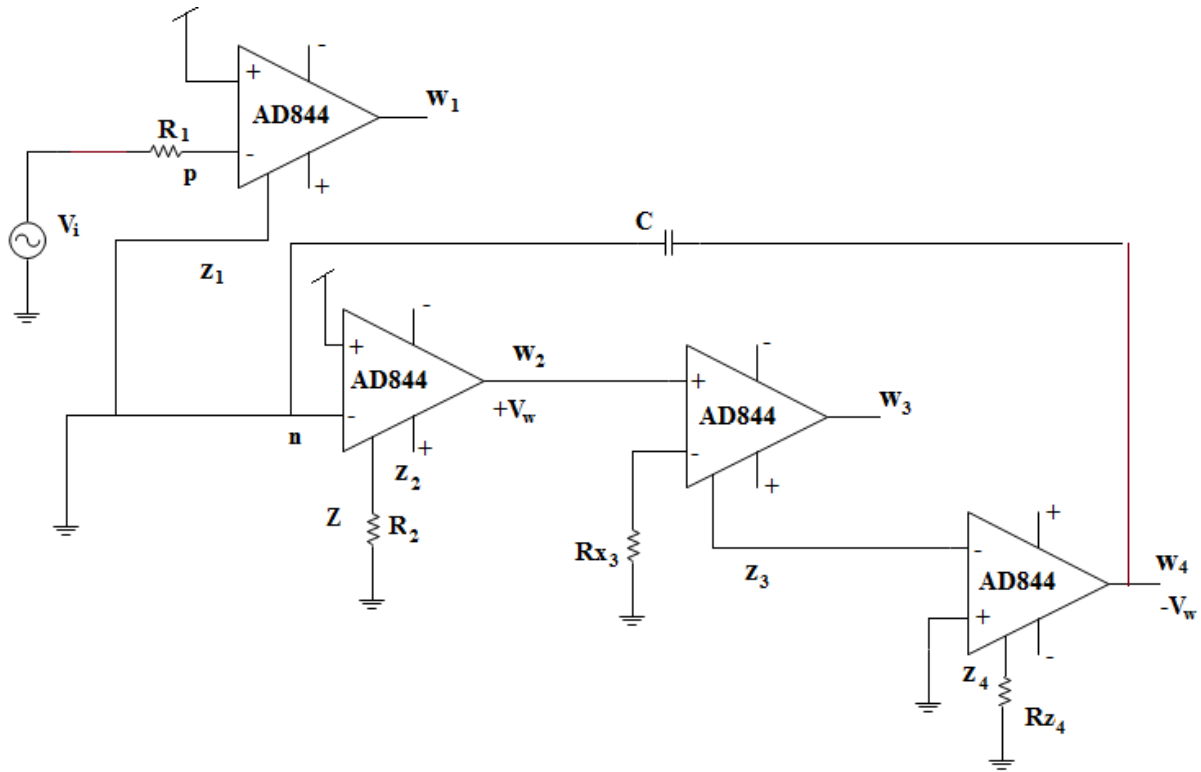 -
+
AD844
W1
R1
-
p
+
Vi
C
z1
-
+
AD844
w2
-
+Vw
n
+
z2
Z
R2
-
+
AD844
w3
-
+
Rx3
z3
+
-
AD844
w4
-Vw
+
-
z4
Rz4